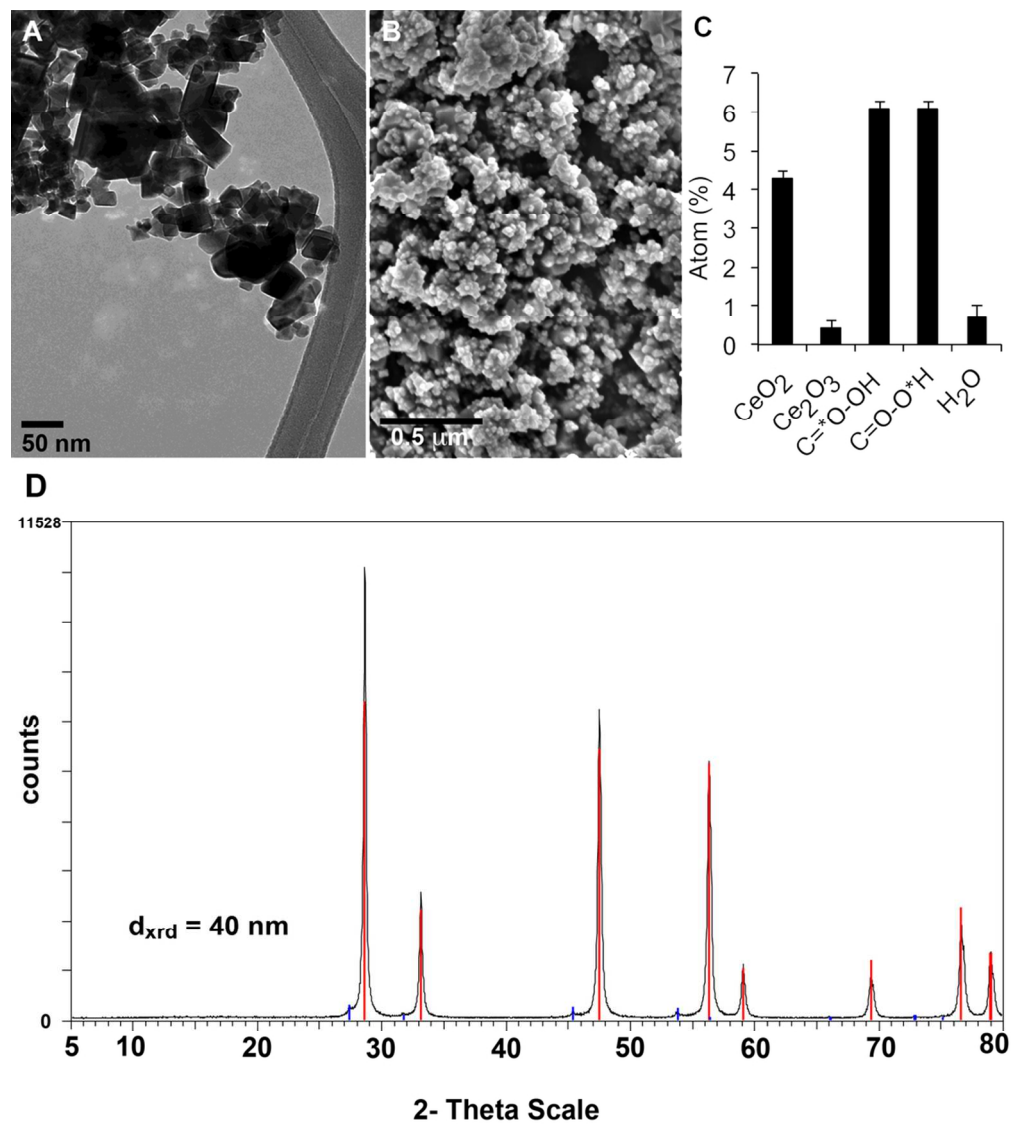 A
B
C
50 nm
0.5 µm
7
6
5
4
3
2
1
0
Atom (%)
CeO2
Ce2O3
C=*O-OH
C=O-O*H
H2O
D
11528
0
counts
dxrd = 40 nm
5 10 20 30 40 50 60 70 80
2- Theta Scale